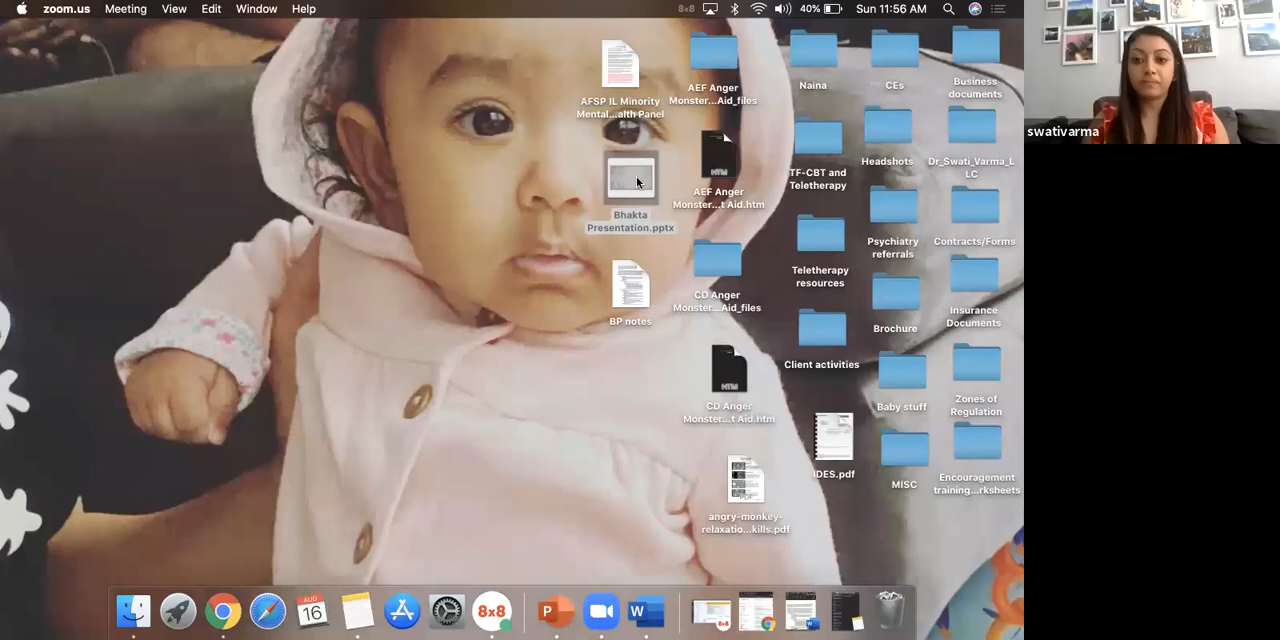 zoom.us Meeting View Edit Window Help 8x8 40% Sun 11:56 AM
swativarma
AFSP IL Minority
Mental...alth Panel
AEF Anger
Monster...Aid_files
Naina
CEs
Business
documents
Bhakta
Presentation.pptx
HTM
AEF Anger
Monster...t Aid.htm
TF-CBT and
Teletherapy
Headshots
Dr_Swati_Varma_L
LC
BP notes
CD Anger
Monster...Aid_files
Teletherapy
resources
Psychiatry
referrals
Contracts/Forms
HTM
CD Anger
Monster...t Aid.htm
Client activities
Brochure
Insurance
Documents
PDF
angry-monkey-
relaxatio...kills.pdf
IDES.pdf
Baby stuff
Zones of
Regulation
MISC
Encouragement
training...rksheets
AUG
16
8x8
P
W
8x8